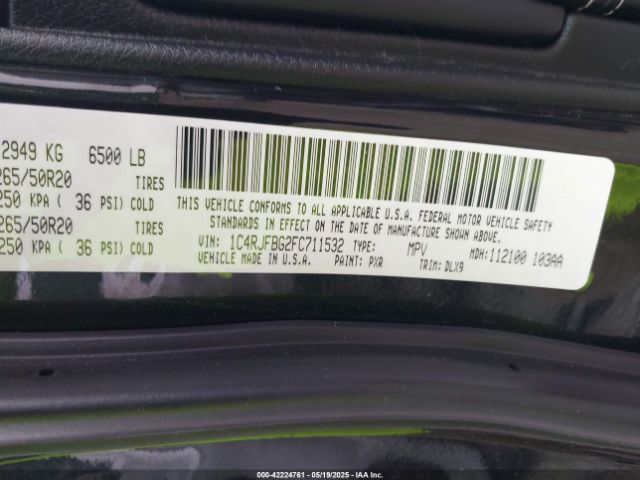 2949 KG 6500 LB
265/50R20 TIRES
250 KPA ( 36 PSI) COLD
265/50R20 TIRES
250 KPA ( 36 PSI) COLD
THIS VEHICLE CONFORMS TO ALL APPLICABLE U.S.A. FEDERAL MOTOR VEHICLE SAFETY
STANDARDS IN EFFECT ON THE DATE OF MANUFACTURE SHOWN ABOVE.
VIN: 1C4RJFBG2FC711532 TYPE: MPV MDH:112100 103AA
VEHICLE MADE IN U.S.A. PAINT: PXR TRIM: DLX9
000-42224761 - 05/19/2025 - IAA Inc.